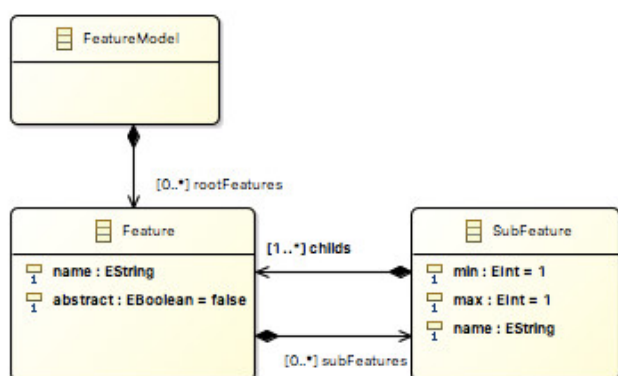 FeatureModel
[0..*] rootFeatures
Feature
name : EString
abstract : EBoolean = false
[1..*] childs
SubFeature
min : EInt = 1
max : EInt = 1
name : EString
[0..*] subFeatures